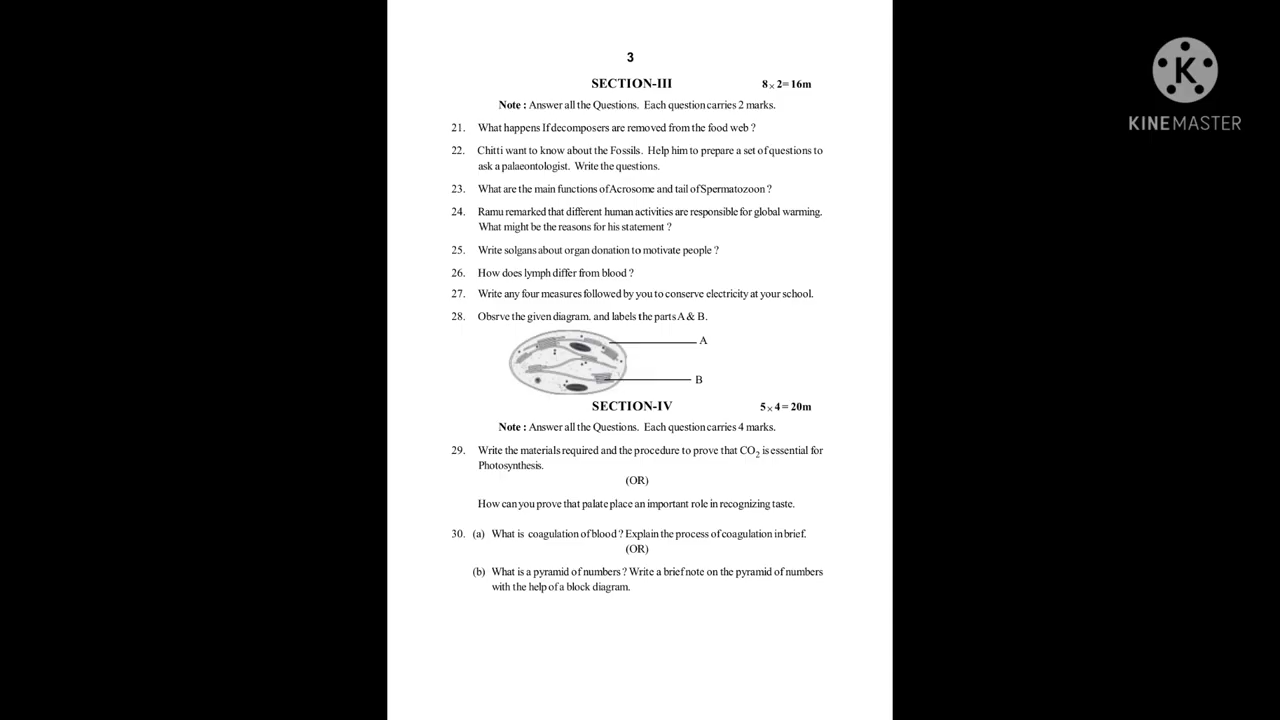 3
SECTION-III 8 × 2 = 16m
Note : Answer all the Questions. Each question carries 2 marks.
21. What happens If decomposers are removed from the food web ?
22. Chitti want to know about the Fossils. Help him to prepare a set of questions to
ask a palaeontologist. Write the questions.
23. What are the main functions of Acrosome and tail of Spermatozoon ?
24. Ramu remarked that different human activities are responsible for global warming.
What might be the reasons for his statement ?
25. Write solgans about organ donation to motivate people ?
26. How does lymph differ from blood ?
27. Write any four measures followed by you to conserve electricity at your school.
28. Obsrve the given diagram. and labels the parts A & B.
A
B
SECTION-IV 5 × 4 = 20m
Note : Answer all the Questions. Each question carries 4 marks.
29. Write the materials required and the procedure to prove that CO2 is essential for
Photosynthesis.
(OR)
How can you prove that palate place an important role in recognizing taste.
30. (a) What is coagulation of blood ? Explain the process of coagulation in brief.
(OR)
(b) What is a pyramid of numbers ? Write a brief note on the pyramid of numbers
with the help of a block diagram.
K
KINEMASTER